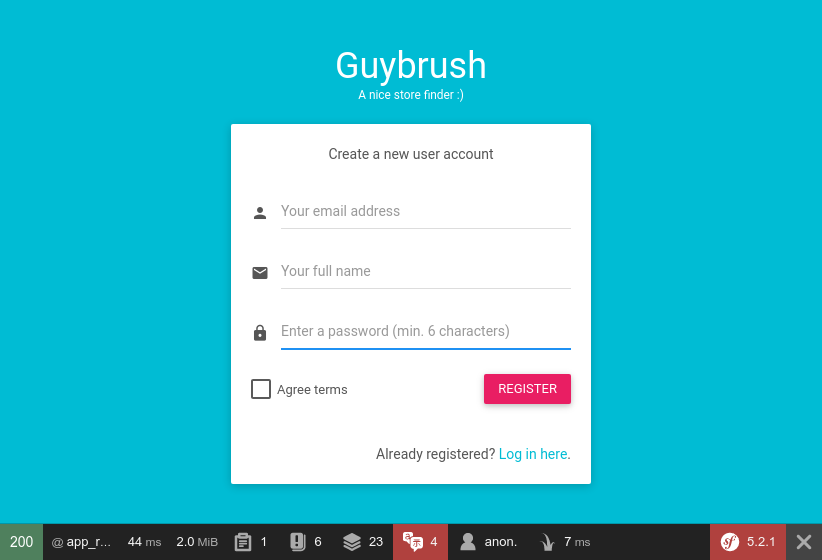 Guybrush
A nice store finder :)
Create a new user account
Your email address
Your full name
Enter a password (min. 6 characters)
Agree terms
REGISTER
Already registered? Log in here.
200 @ app_r... 44 ms 2.0 MiB 1 6 23 4 anon. 7 ms sf 5.2.1